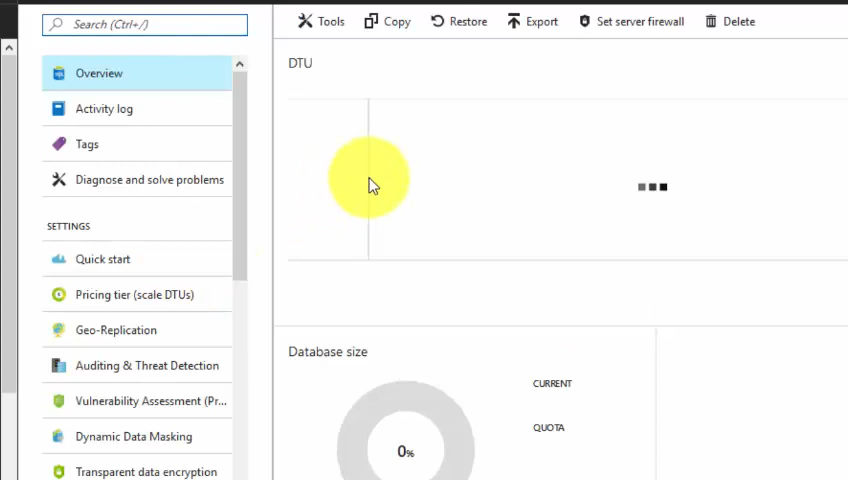 Search (Ctrl+/)
Tools Copy Restore Export Set server firewall Delete
Overview
Activity log
Tags
Diagnose and solve problems
SETTINGS
Quick start
Pricing tier (scale DTUs)
Geo-Replication
Auditing & Threat Detection
Vulnerability Assessment (Pr...
Dynamic Data Masking
Transparent data encryption
DTU
Database size
0%
CURRENT
QUOTA